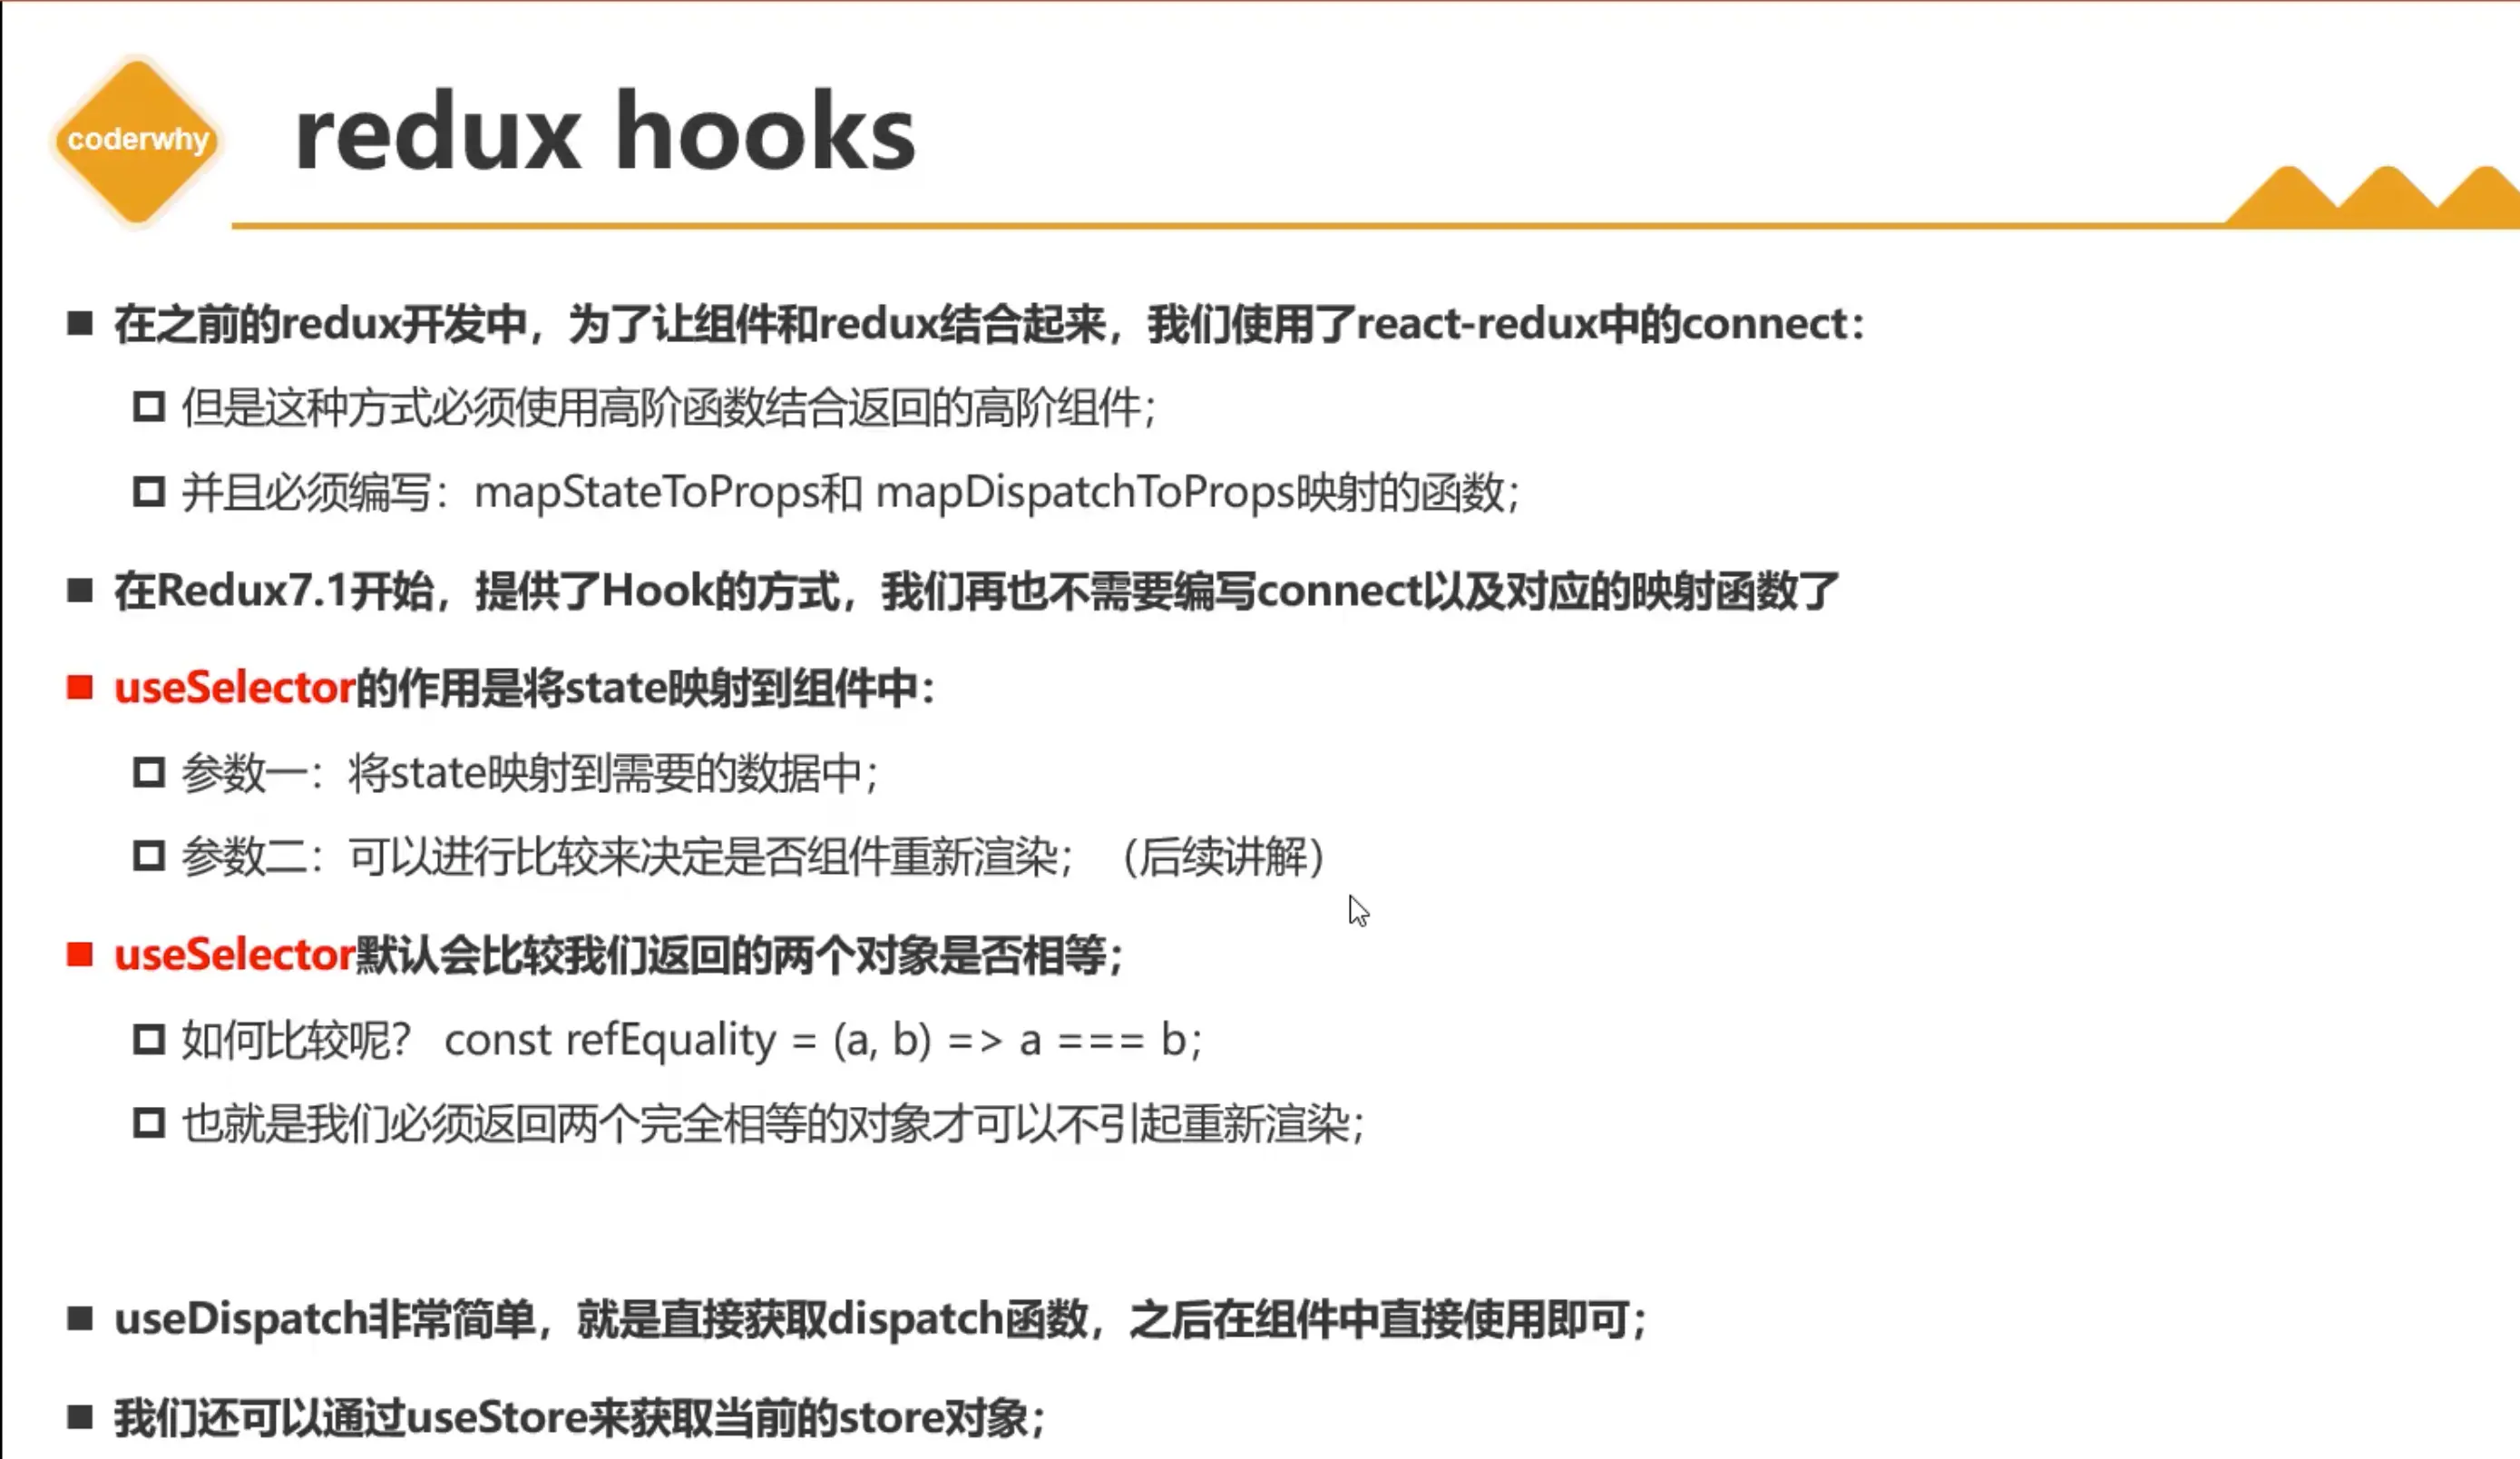 coderwhy
redux hooks
在之前的redux开发中，为了让组件和redux结合起来，我们使用了react-redux中的connect：
但是这种方式必须使用高阶函数结合返回的高阶组件；
并且必须编写：mapStateToProps和 mapDispatchToProps映射的函数；
在Redux7.1开始，提供了Hook的方式，我们再也不需要编写connect以及对应的映射函数了
useSelector的作用是将state映射到组件中：
参数一：将state映射到需要的数据中；
参数二：可以进行比较来决定是否组件重新渲染；（后续讲解）
useSelector默认会比较我们返回的两个对象是否相等；
如何比较呢？ const refEquality = (a, b) => a === b；
也就是我们必须返回两个完全相等的对象才可以不引起重新渲染；
useDispatch非常简单，就是直接获取dispatch函数，之后在组件中直接使用即可；
我们还可以通过useStore来获取当前的store对象；